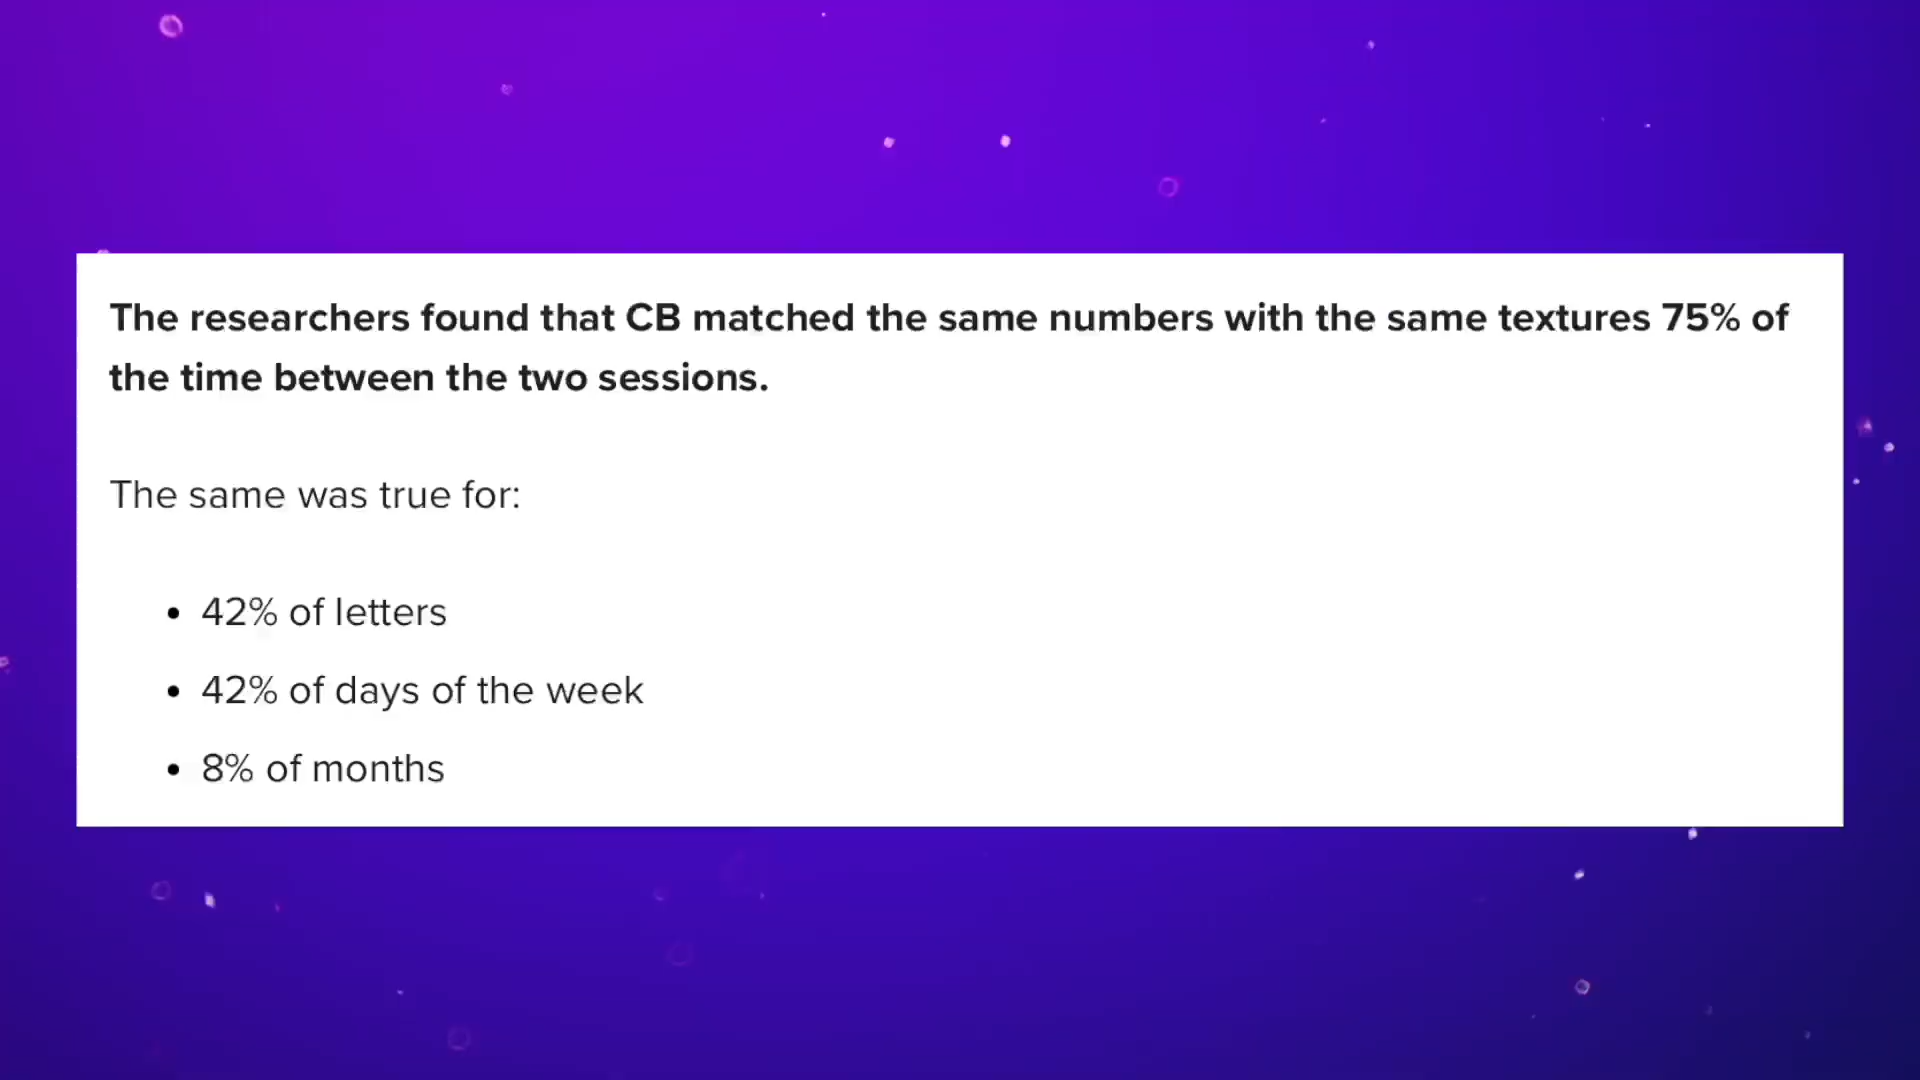 The researchers found that CB matched the same numbers with the same textures 75% of
the time between the two sessions.
The same was true for:
• 42% of letters
• 42% of days of the week
• 8% of months